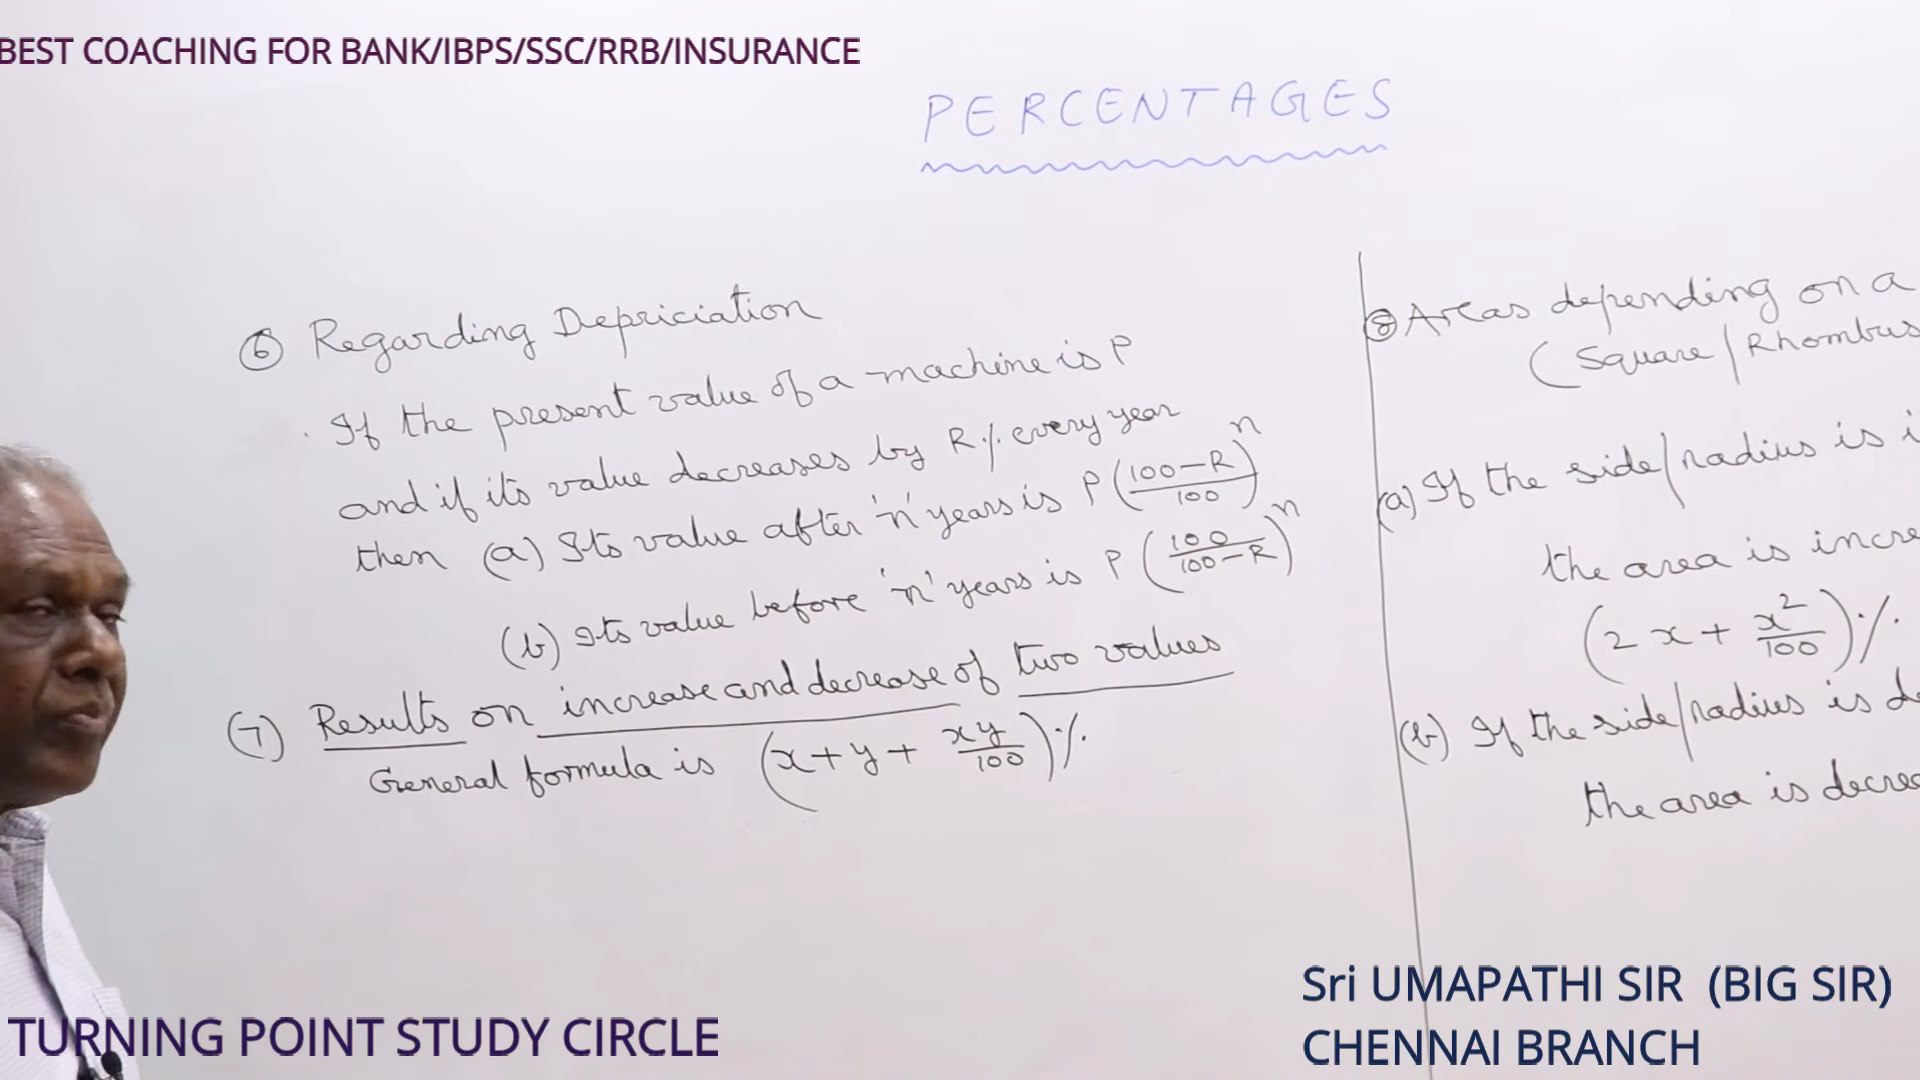 BEST COACHING FOR BANK/IBPS/SSC/RRB/INSURANCE
PERCENTAGES
⑥ Regarding Depriciation
If the present value of a machine is P
and if its value decreases by R% every year
then (a) Its value after 'n' years is P((100-R)/100)^n
(b) Its value before 'n' years is P(100/(100-R))^n
(7) Results on increase and decrease of two values
General formula is (x+y+xy/100)%
⑧ Areas depending on a
(Square/Rhombus
(a) If the side/radius is i
the area is incre
(2x+x²/100)%
(b) If the side/radius is de
the area is decrea
Sri UMAPATHI SIR (BIG SIR)
CHENNAI BRANCH
TURNING POINT STUDY CIRCLE